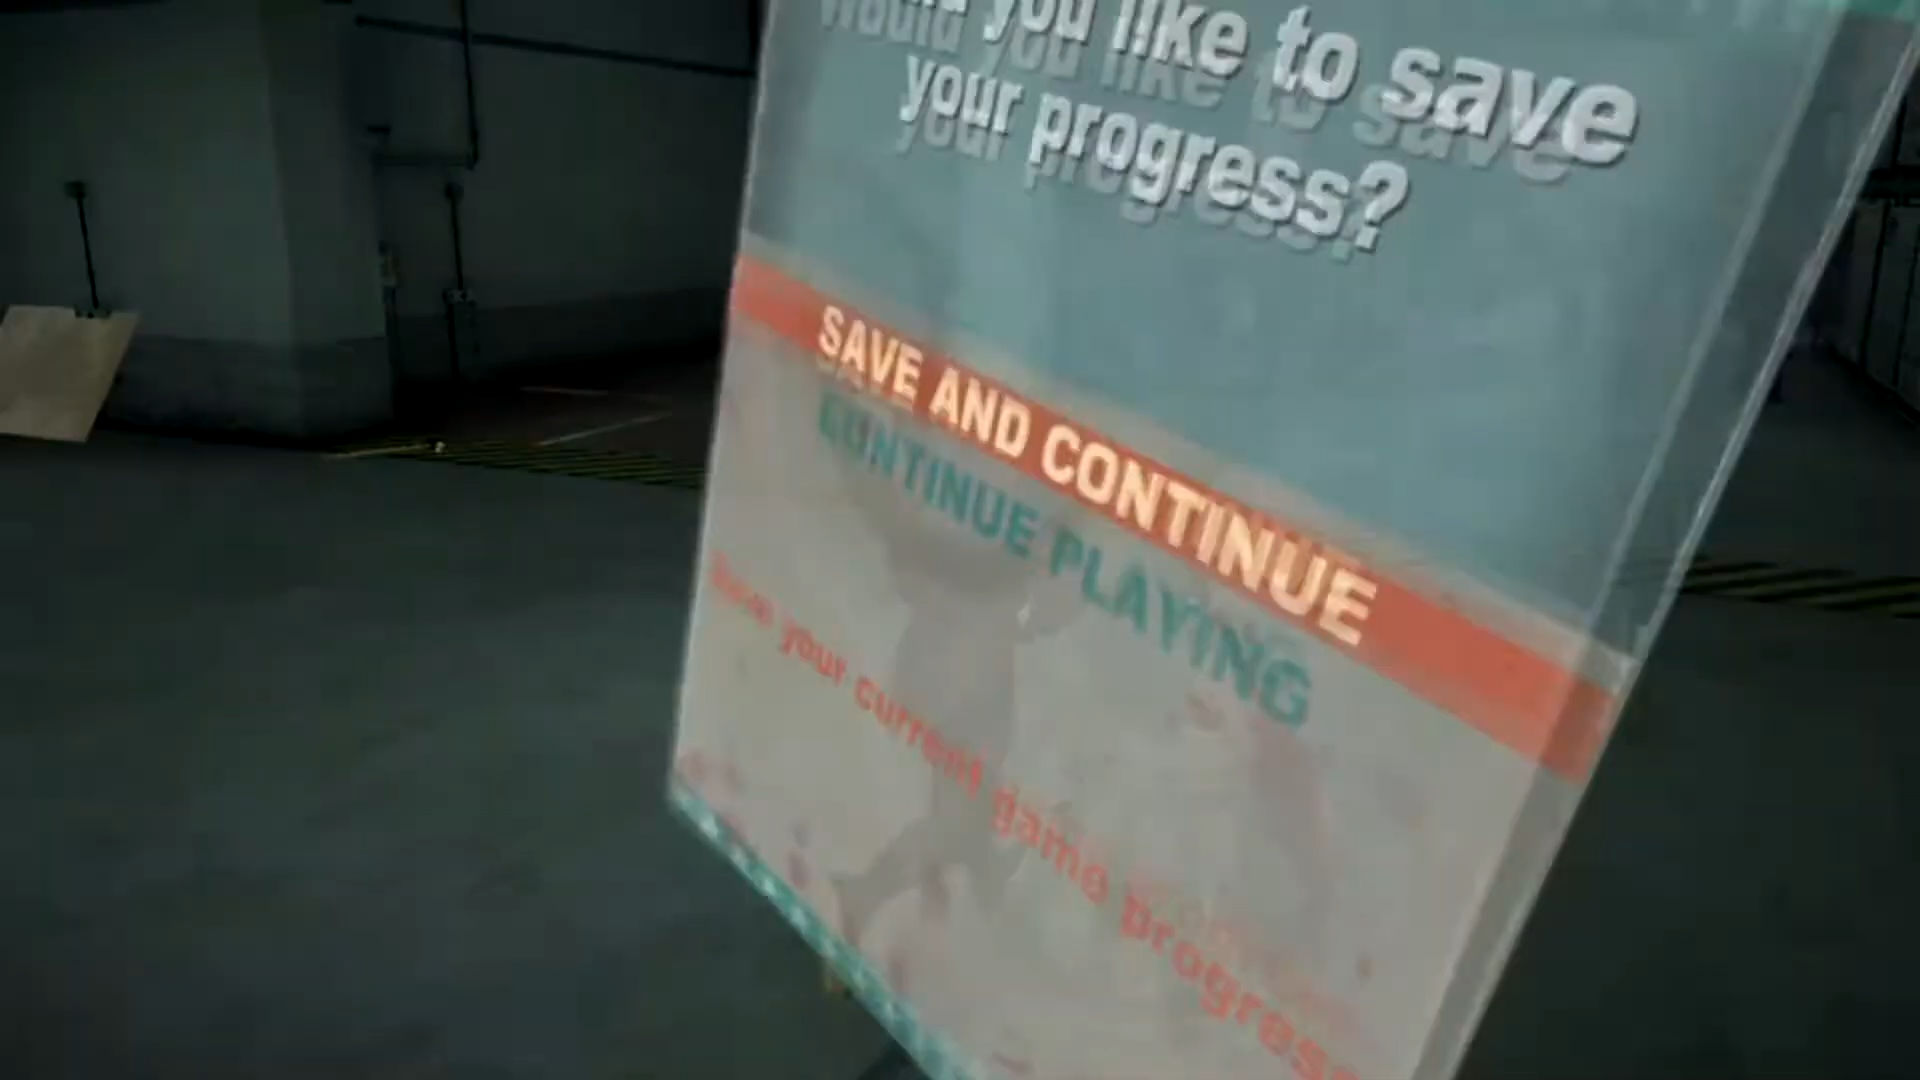 you like to save
your progress?
SAVE AND CONTINUE
CONTINUE PLAYING
your current game progress